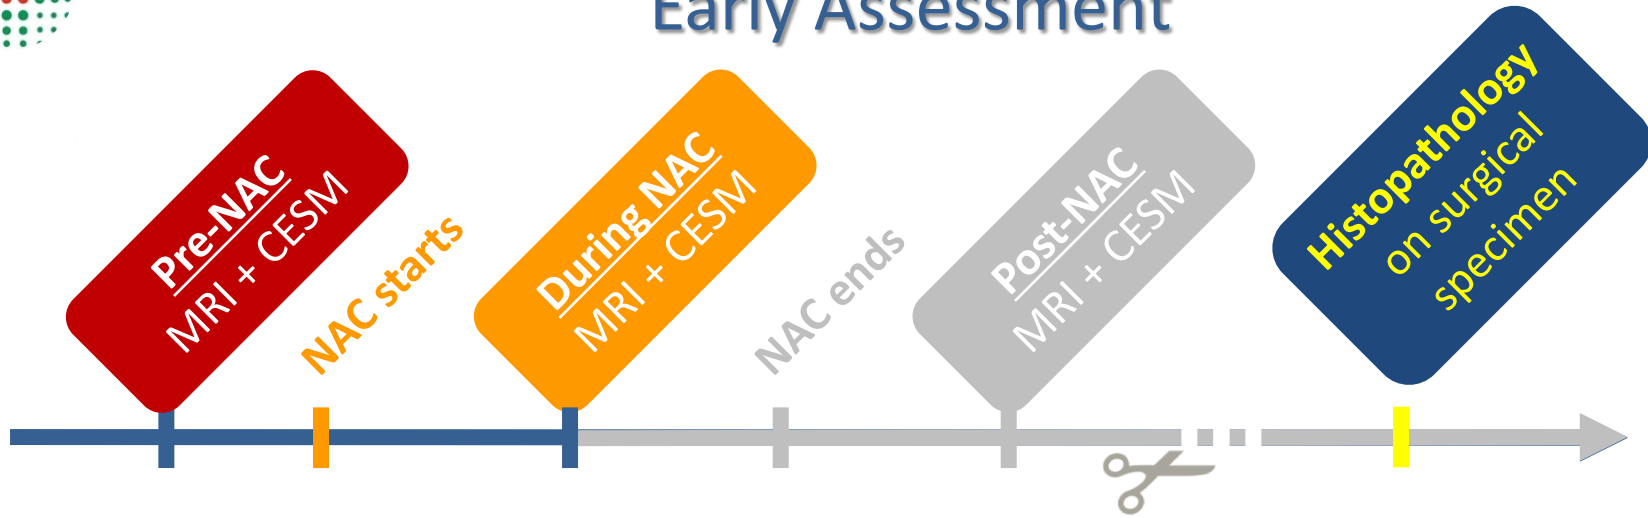 Early Assessment
Pre-NAC
MRI + CESM
NAC starts
During NAC
MRI + CESM
NAC ends
Post-NAC
MRI + CESM
Histopathology
on surgical
specimen